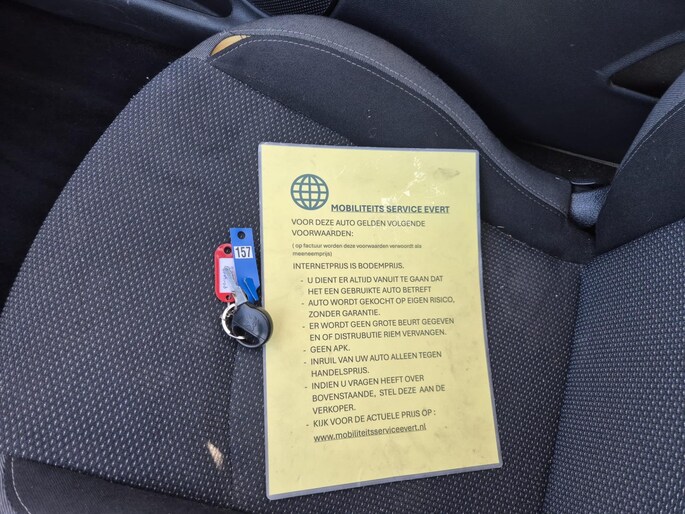 MOBILITEITS SERVICE EVERT
VOOR DEZE AUTO GELDEN VOLGENDE
VOORWAARDEN:
( op factuur worden deze voorwaarden verwoordt als
meeneemprijs)
INTERNETPRIJS IS BODEMPRIJS.
- U DIENT ER ALTIJD VANUIT TE GAAN DAT
HET EEN GEBRUIKTE AUTO BETREFT
- AUTO WORDT GEKOCHT OP EIGEN RISICO,
ZONDER GARANTIE.
- ER WORDT GEEN GROTE BEURT GEGEVEN
EN OF DISTRUBUTIE RIEM VERVANGEN.
- GEEN APK.
- INRUIL VAN UW AUTO ALLEEN TEGEN
HANDELSPRIJS.
- INDIEN U VRAGEN HEEFT OVER
BOVENSTAANDE, STEL DEZE AAN DE
VERKOPER.
- KIJK VOOR DE ACTUELE PRIJS OP :
www.mobiliteitsserviceevert.nl
157